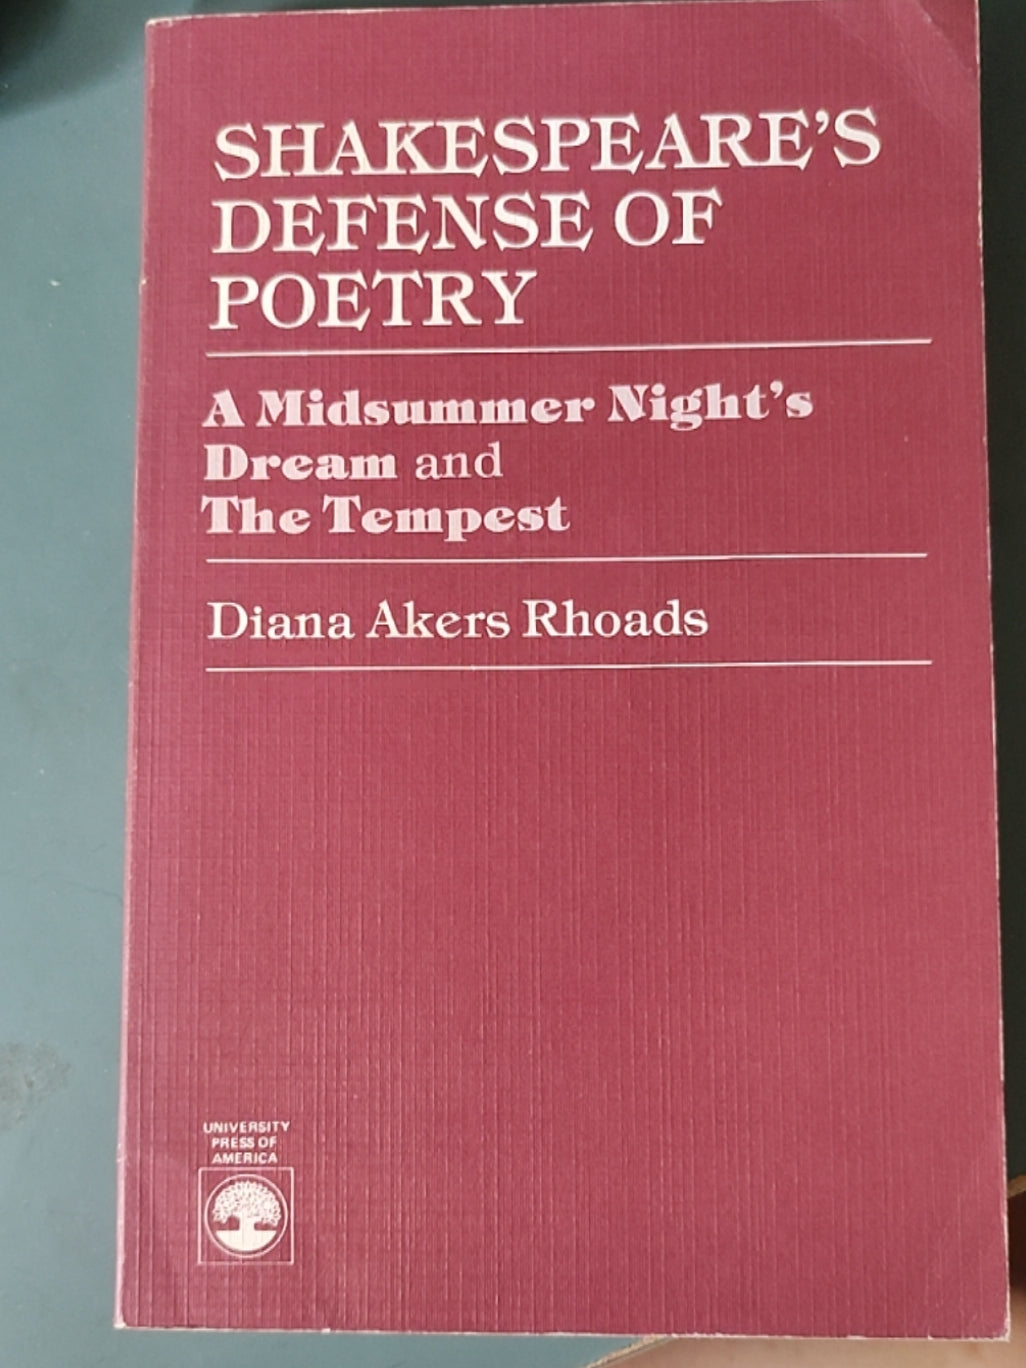 SHAKESPEARE'S
DEFENSE OF
POETRY
A Midsummer Night's
Dream and
The Tempest
Diana Akers Rhoads
UNIVERSITY
PRESS OF
AMERICA